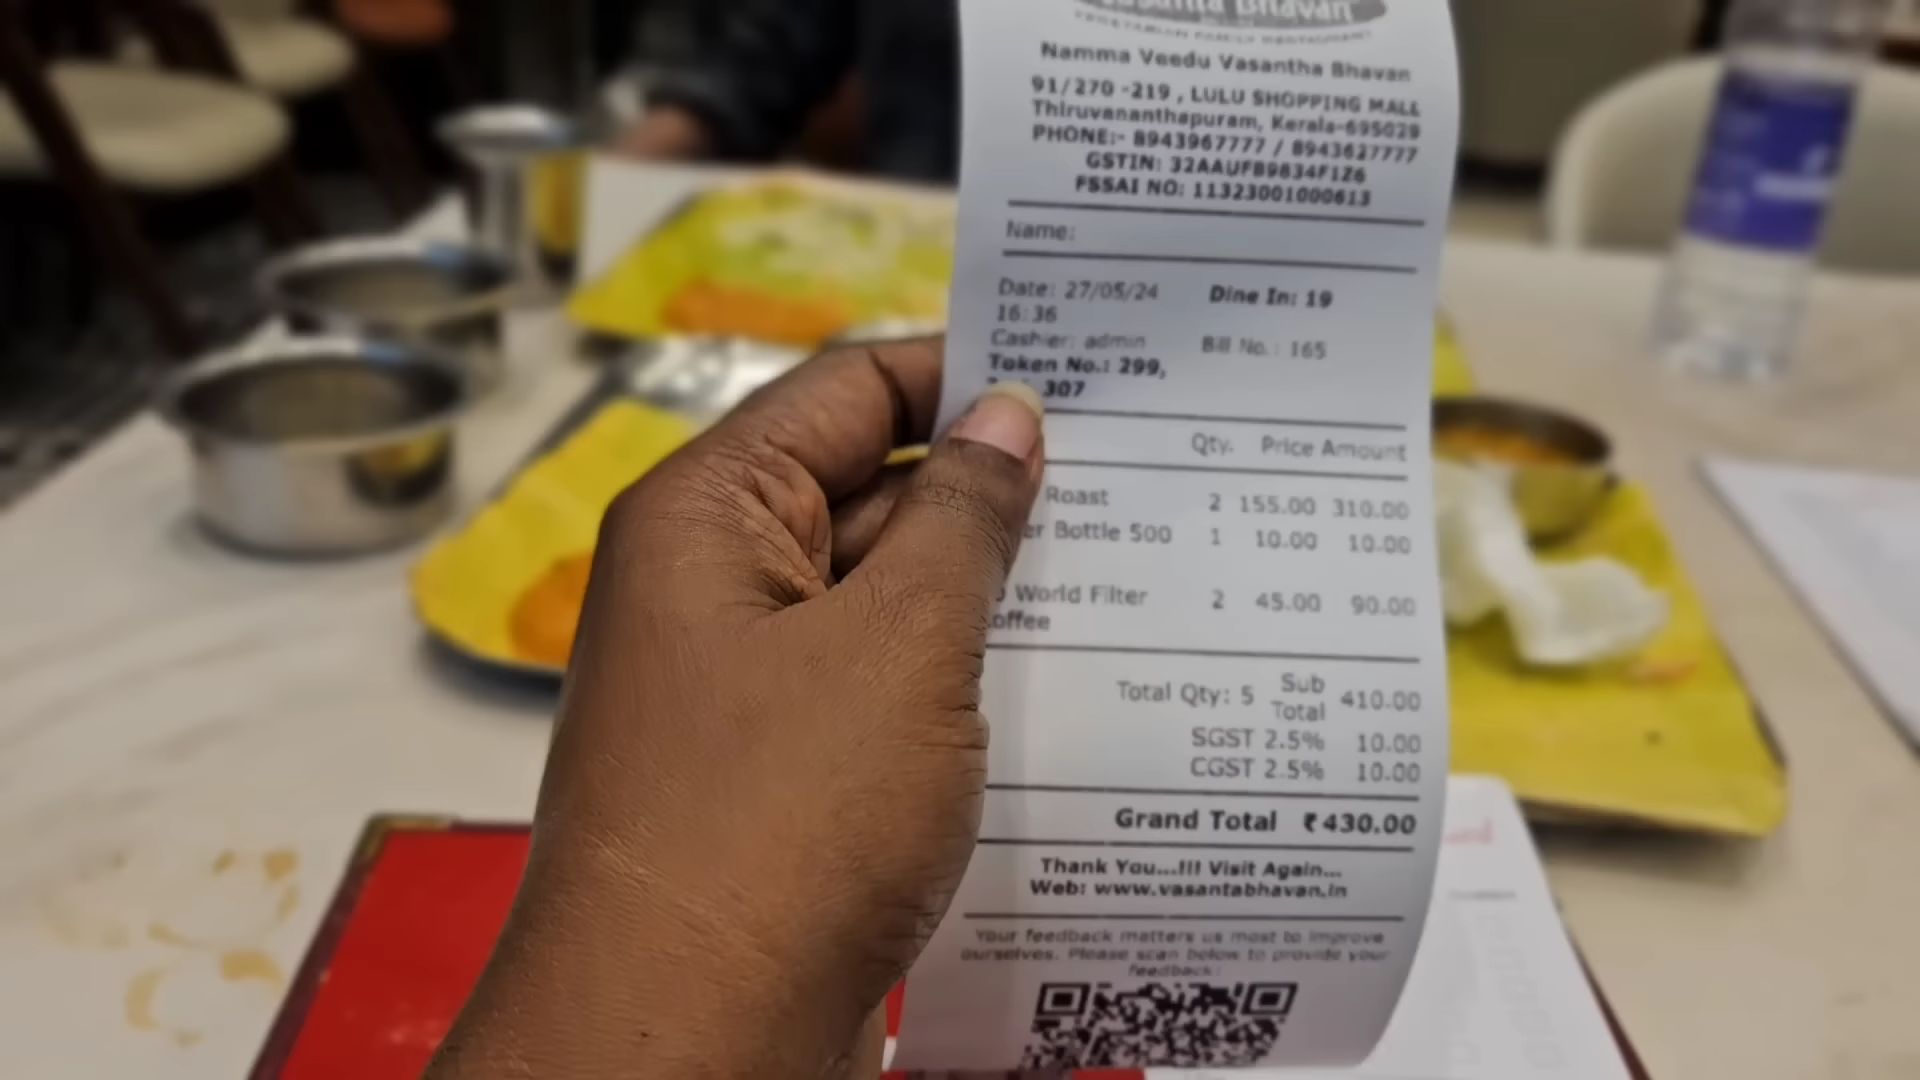 Bhavan
VEGETARIAN FAMILY RESTAURANT
Namma Veedu Vasantha Bhavan
91/270 -219 , LULU SHOPPING MALL
Thiruvananthapuram, Kerala-695029
PHONE:- 8943967777 / 8943627777
GSTIN: 32AAUFB9834F1Z6
FSSAI NO: 11323001000613
Name:
Date: 27/05/24 Dine In: 19
16:36
Cashier: admin Bill No.: 165
Token No.: 299,
307
Qty. Price Amount
Roast 2 155.00 310.00
er Bottle 500 1 10.00 10.00
World Filter 2 45.00 90.00
offee
Total Qty: 5 Sub Total 410.00
SGST 2.5% 10.00
CGST 2.5% 10.00
Grand Total ₹430.00
Thank You...!!! Visit Again...
Web: www.vasantabhavan.in
Your feedback matters us most to improve
ourselves. Please scan below to provide your
feedback: